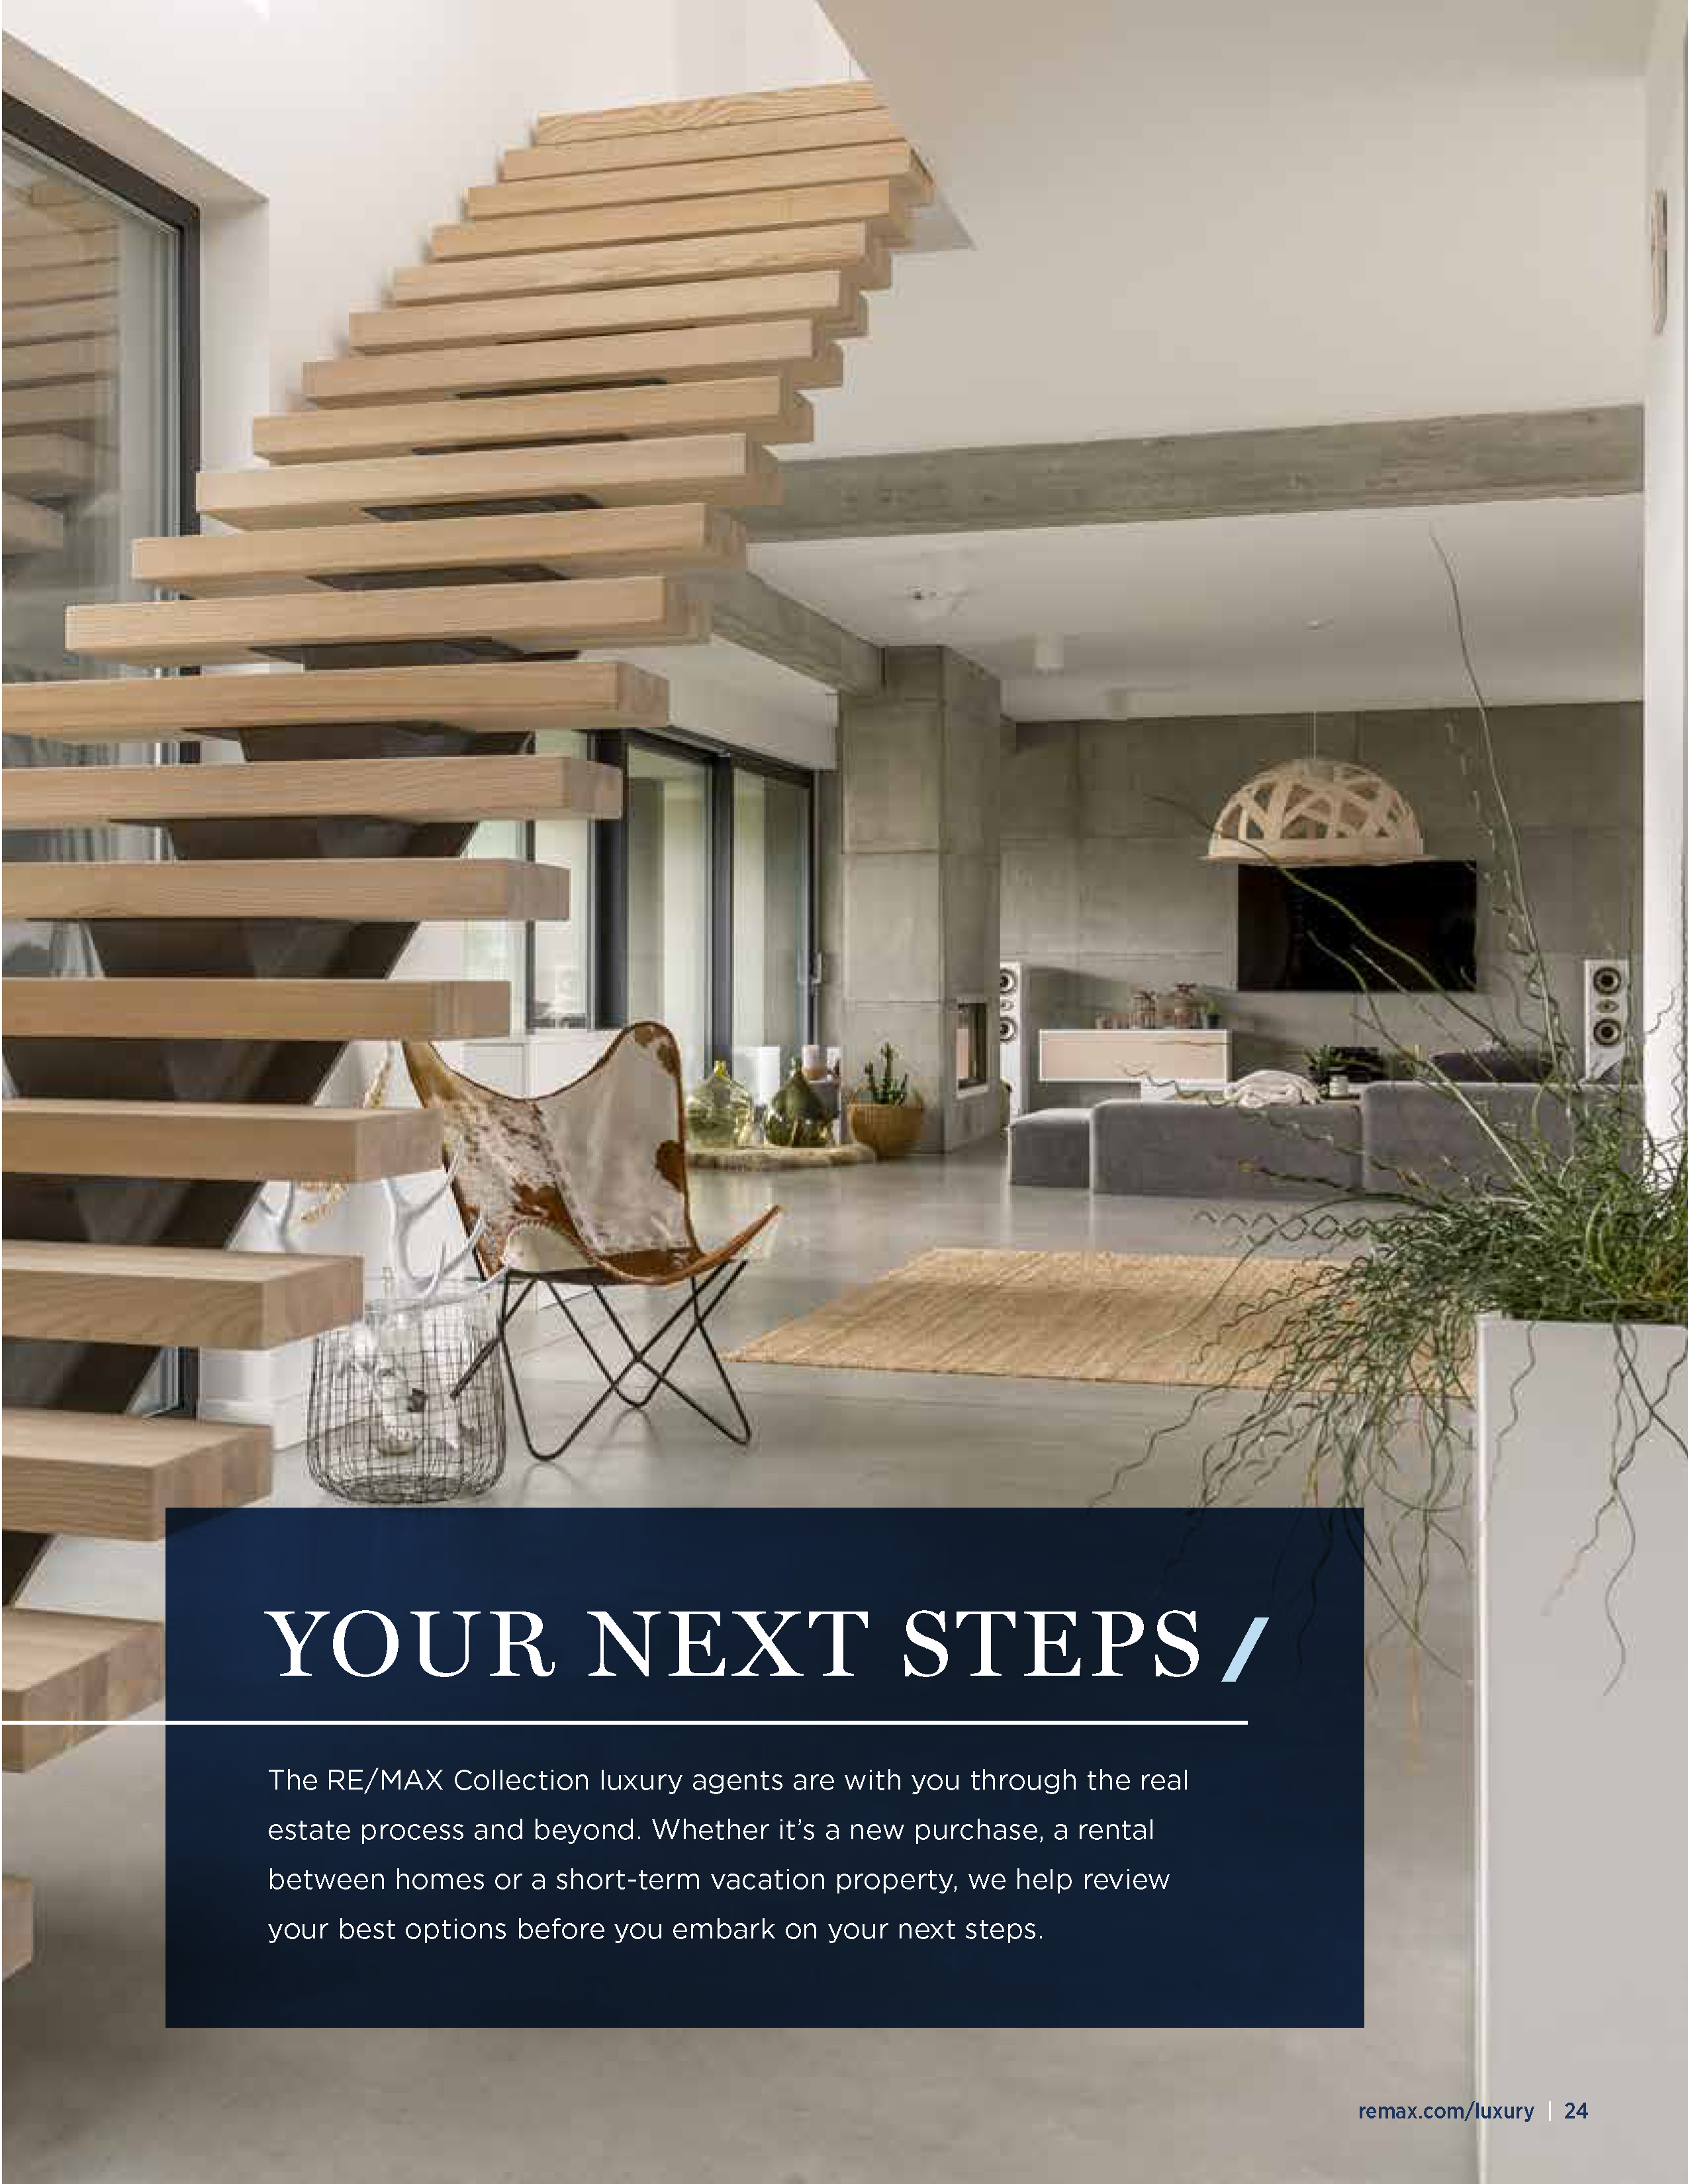 YOUR NEXT STEPS /
The RE/MAX Collection luxury agents are with you through the real
estate process and beyond. Whether it’s a new purchase, a rental
between homes or a short-term vacation property, we help review
your best options before you embark on your next steps.
remax.com/luxury | 24